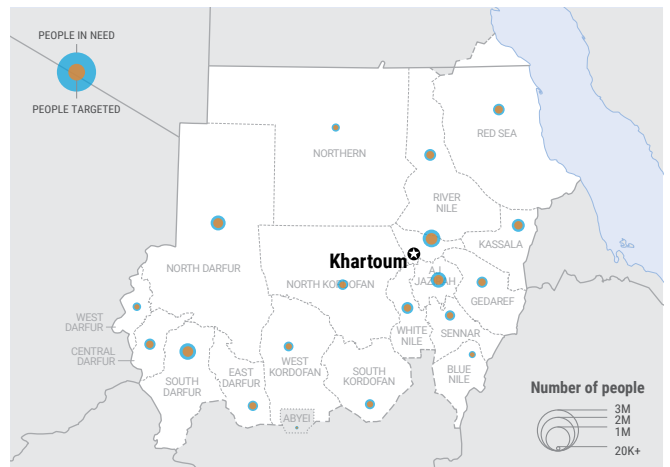 PEOPLE IN NEED
PEOPLE TARGETED
NORTHERN
RED SEA
RIVER
NILE
Khartoum
KASSALA
NORTH DARFUR
NORTH KORDOFAN
AJ
JAZIRAH
GEDAREF
WEST
DARFUR
WHITE
NILE
SENNAR
CENTRAL
DARFUR
WEST
KORDOFAN
SOUTH
KORDOFAN
BLUE
NILE
EAST
DARFUR
SOUTH
DARFUR
ABYEI
Number of people
3M
2M
1M
20K+